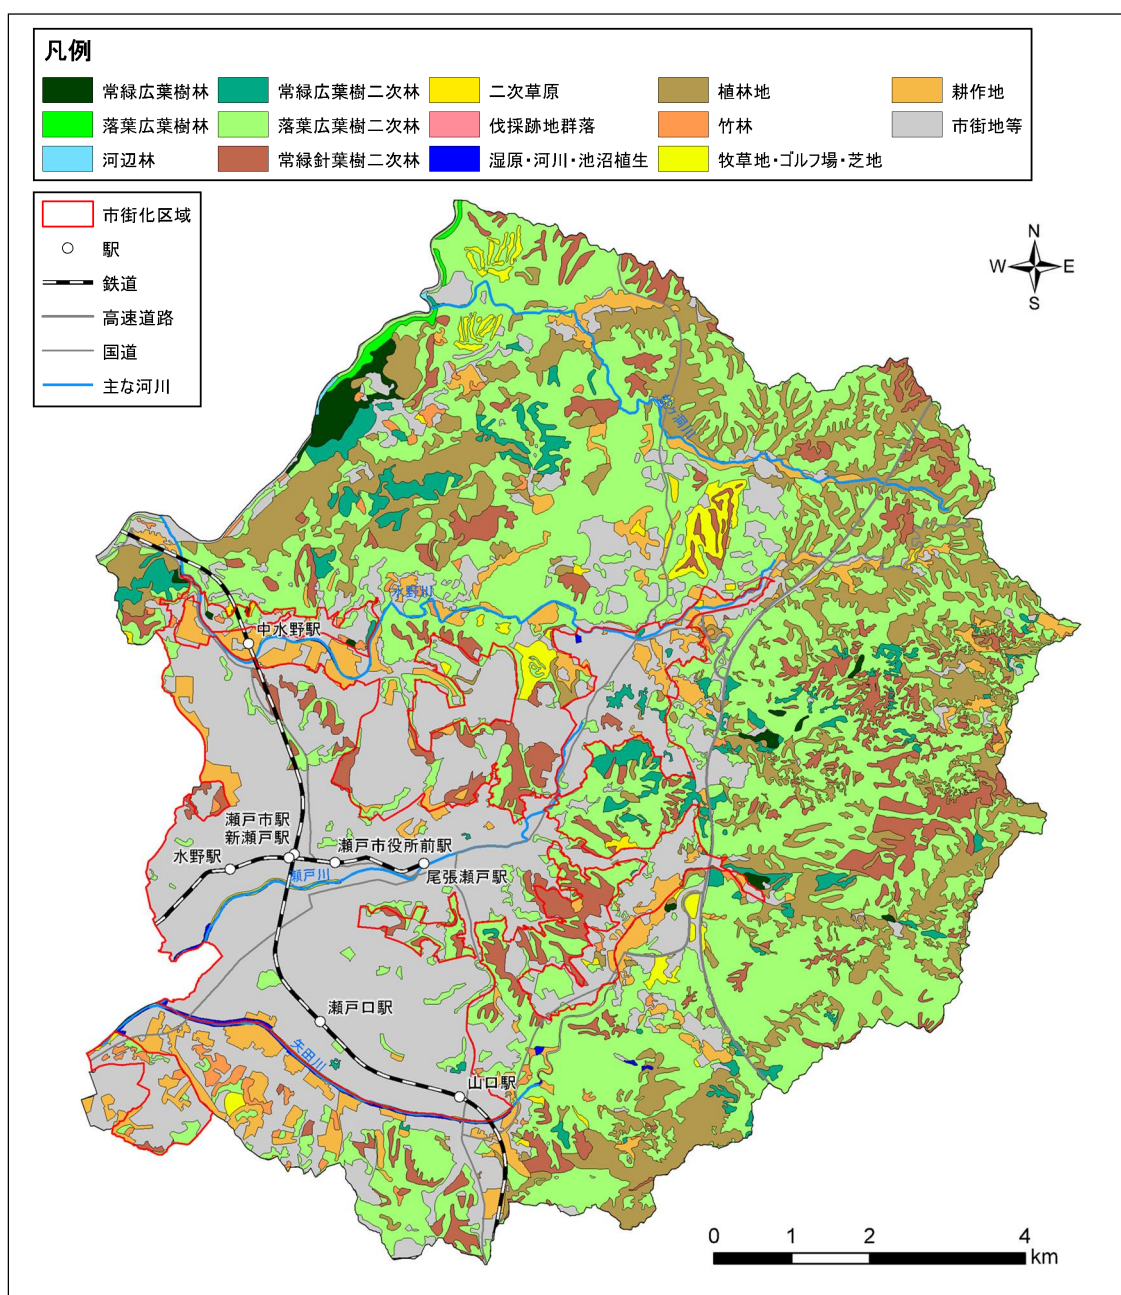 凡例
常緑広葉樹林 常緑広葉樹二次林 二次草原 植林地 耕作地
落葉広葉樹林 落葉広葉樹二次林 伐採跡地群落 竹林 市街地等
河辺林 常緑針葉樹二次林 湿原・河川・池沼植生 牧草地・ゴルフ場・芝地
市街化区域
駅
鉄道
高速道路
国道
主な河川
N
W E
S
水野川
中水野駅
瀬戸市駅
新瀬戸駅
瀬戸市役所前駅
水野駅
尾張瀬戸駅
瀬戸川
瀬戸口駅
矢田川
山口駅
0 1 2 4
km